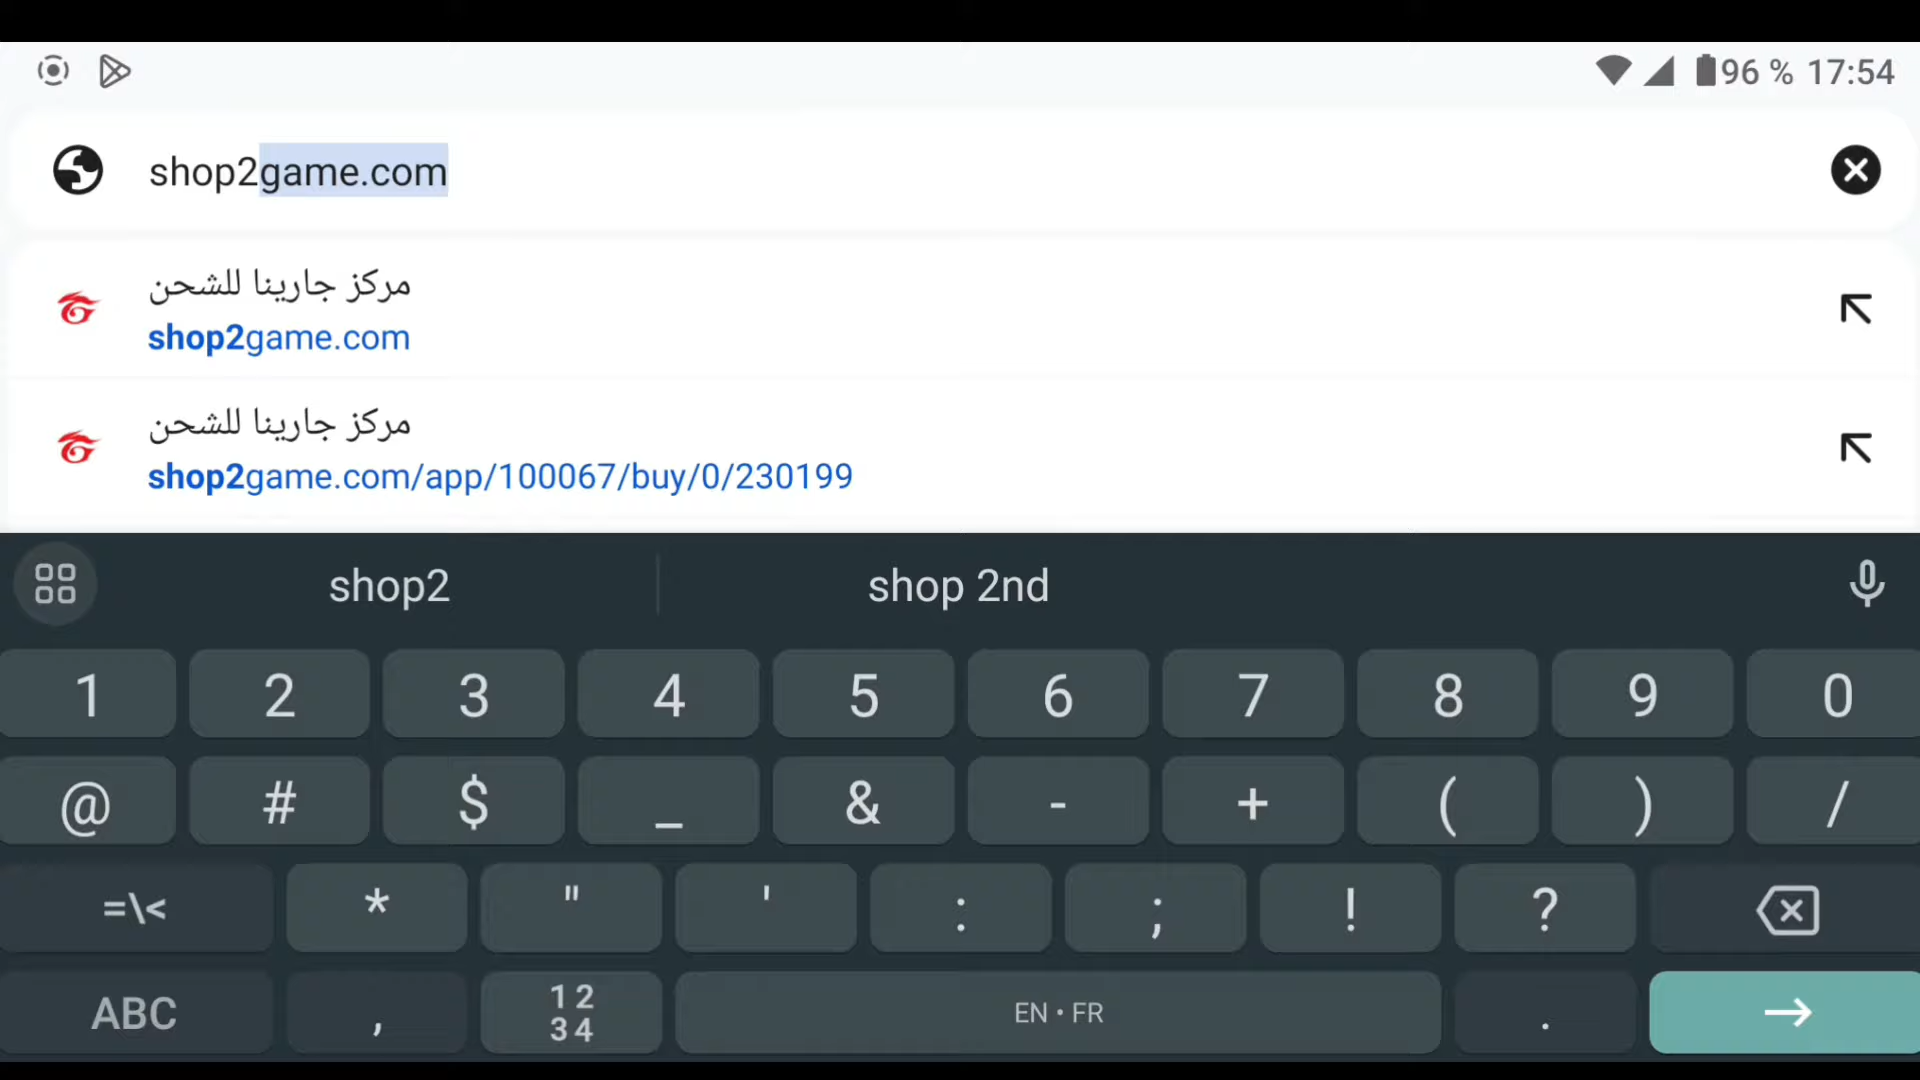 96 % 17:54
shop2game.com
مركز جارينا للشحن
shop2game.com
مركز جارينا للشحن
shop2game.com/app/100067/buy/0/230199
shop2 shop 2nd
1 2 3 4 5 6 7 8 9 0
@ # $ _ & - + ( ) /
=\< * " ' : ; ! ?
ABC , 12 34 EN • FR .